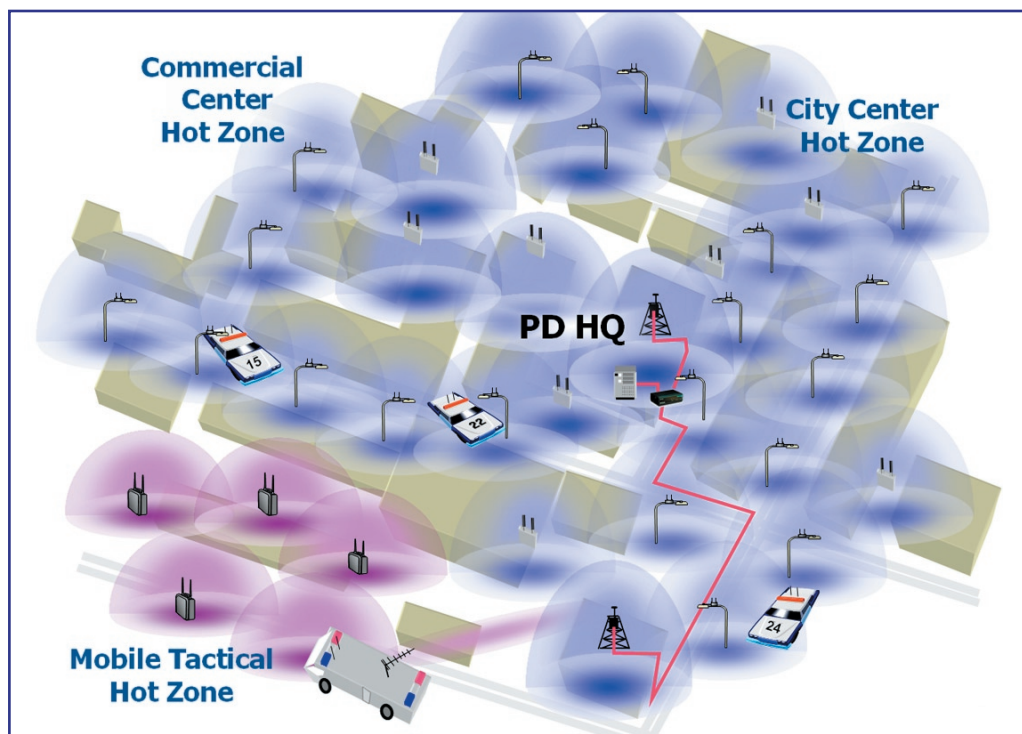 Commercial
Center
Hot Zone
City Center
Hot Zone
PD HQ
15
22
24
Mobile Tactical
Hot Zone